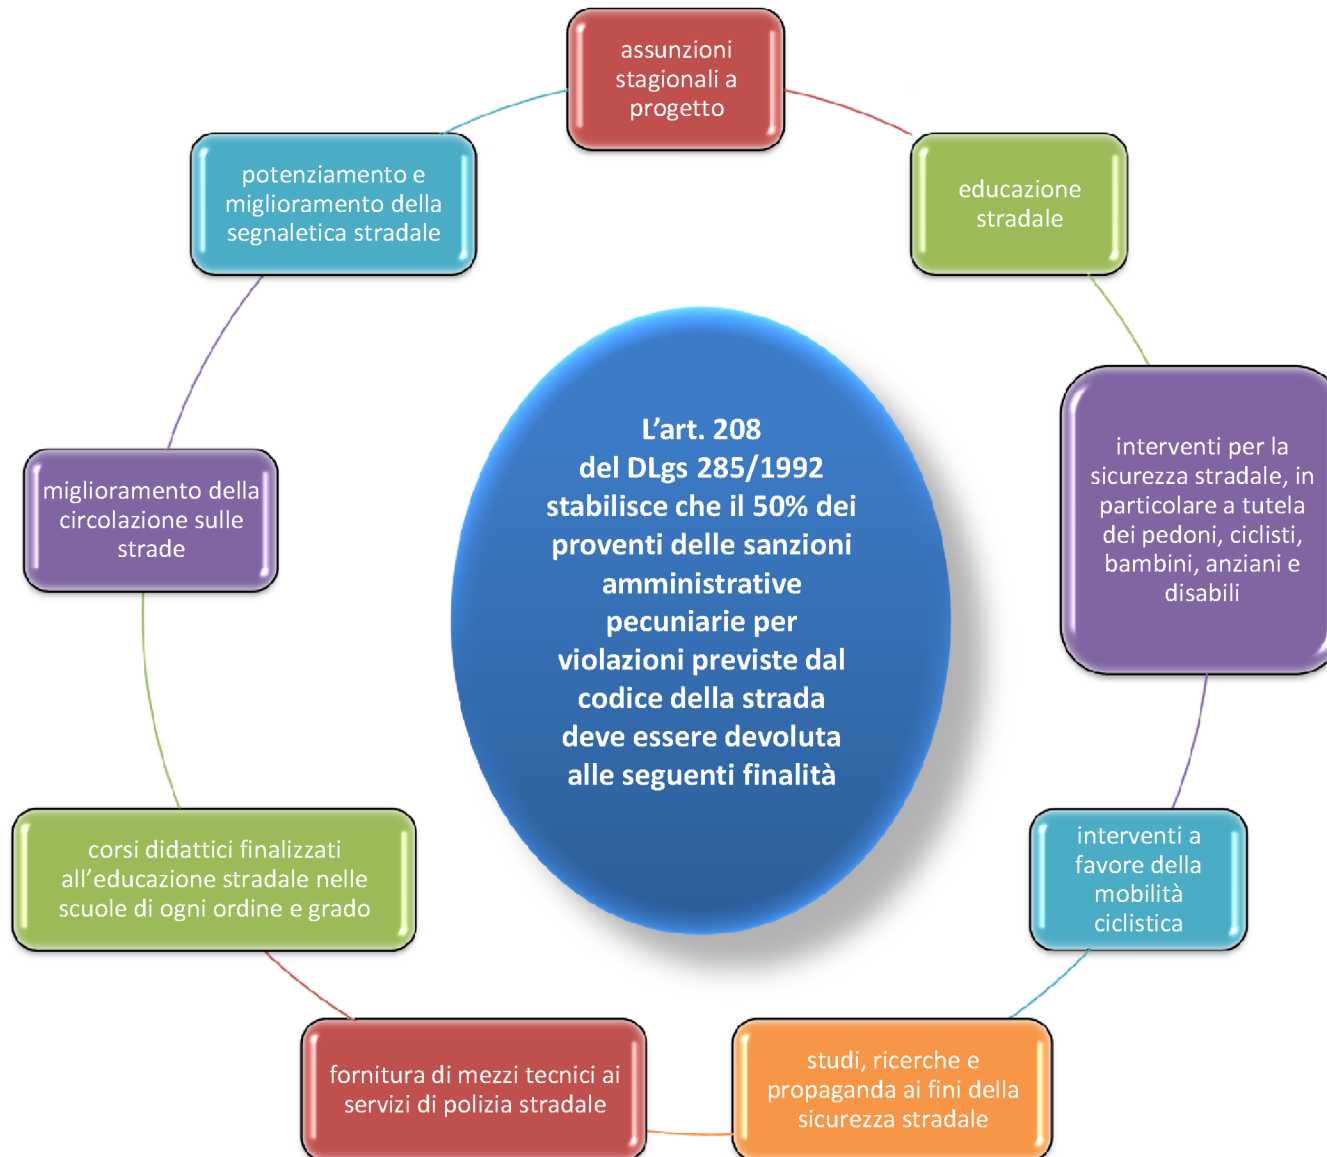 assunzioni
stagionali a
progetto
educazione
stradale
interventi per la
sicurezza stradale, in
particolare a tutela
dei pedoni, ciclisti,
bambini, anziani e
disabili
interventi a
favore della
mobilità
ciclistica
studi, ricerche e
propaganda ai fini della
sicurezza stradale
fornitura di mezzi tecnici ai
servizi di polizia stradale
corsi didattici finalizzati
all'educazione stradale nelle
scuole di ogni ordine e grado
miglioramento della
circolazione sulle
strade
potenziamento e
miglioramento della
segnaletica stradale
L'art. 208
del DLgs 285/1992
stabilisce che il 50% dei
proventi delle sanzioni
amministrative
pecuniarie per
violazioni previste dal
codice della strada
deve essere devoluta
alle seguenti finalità